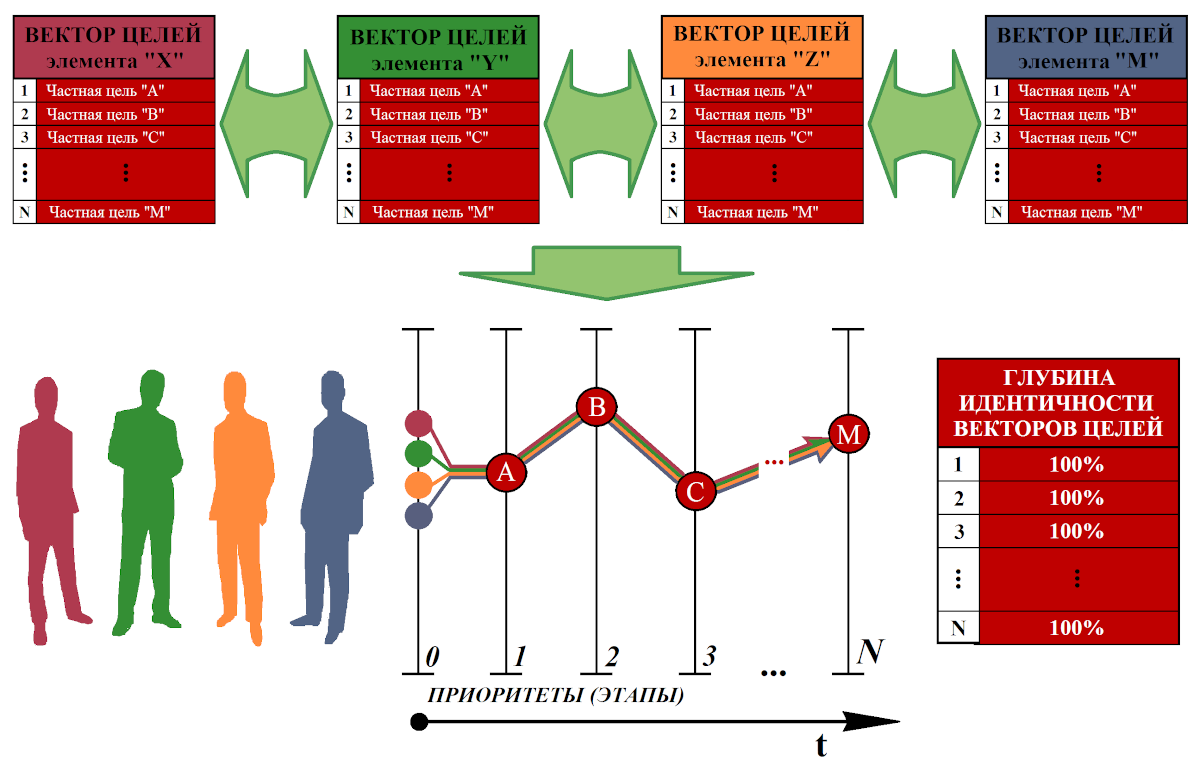 ВЕКТОР ЦЕЛЕЙ
элемента "X"
1 Частная цель "A"
2 Частная цель "B"
3 Частная цель "C"
⋮ ⋮
N Частная цель "M"
ВЕКТОР ЦЕЛЕЙ
элемента "Y"
1 Частная цель "A"
2 Частная цель "B"
3 Частная цель "C"
⋮ ⋮
N Частная цель "M"
ВЕКТОР ЦЕЛЕЙ
элемента "Z"
1 Частная цель "A"
2 Частная цель "B"
3 Частная цель "C"
⋮ ⋮
N Частная цель "M"
ВЕКТОР ЦЕЛЕЙ
элемента "M"
1 Частная цель "A"
2 Частная цель "B"
3 Частная цель "C"
⋮ ⋮
N Частная цель "M"
A
B
C
...
M
0 1 2 3 ... N
ПРИОРИТЕТЫ (ЭТАПЫ)
t
ГЛУБИНА
ИДЕНТИЧНОСТИ
ВЕКТОРОВ ЦЕЛЕЙ
1 100%
2 100%
3 100%
⋮ ⋮
N 100%